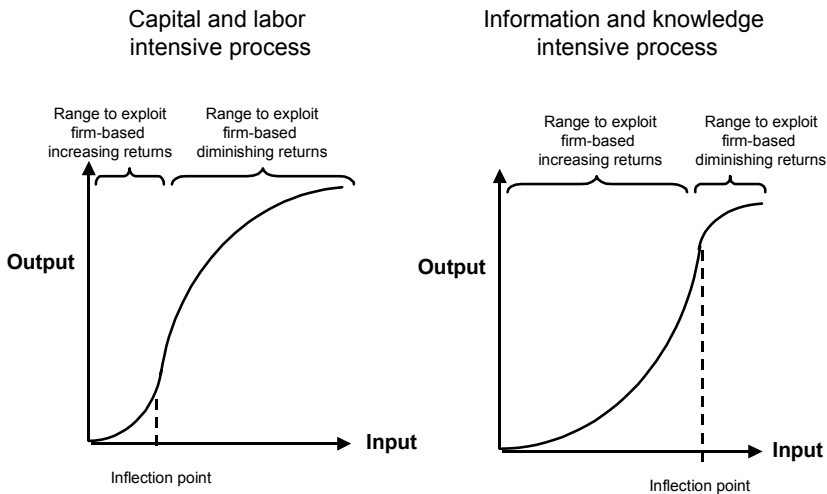 Capital and labor
intensive process
Range to exploit
firm-based
increasing returns
Range to exploit
firm-based
diminishing returns
Output
Input
Inflection point
Information and knowledge
intensive process
Range to exploit
firm-based
increasing returns
Range to exploit
firm-based
diminishing returns
Output
Input
Inflection point